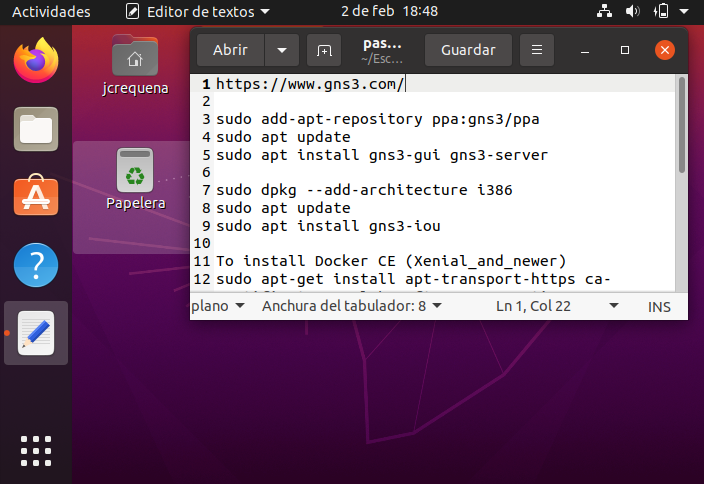 Actividades Editor de textos 2 de feb 18:48
jcrequena
Papelera
Abrir pas... Guardar
~/Esc...
1 https://www.gns3.com/
2
3 sudo add-apt-repository ppa:gns3/ppa
4 sudo apt update
5 sudo apt install gns3-gui gns3-server
6
7 sudo dpkg --add-architecture i386
8 sudo apt update
9 sudo apt install gns3-iou
10
11 To install Docker CE (Xenial_and_newer)
12 sudo apt-get install apt-transport-https ca-
plano Anchura del tabulador: 8 Ln 1, Col 22 INS